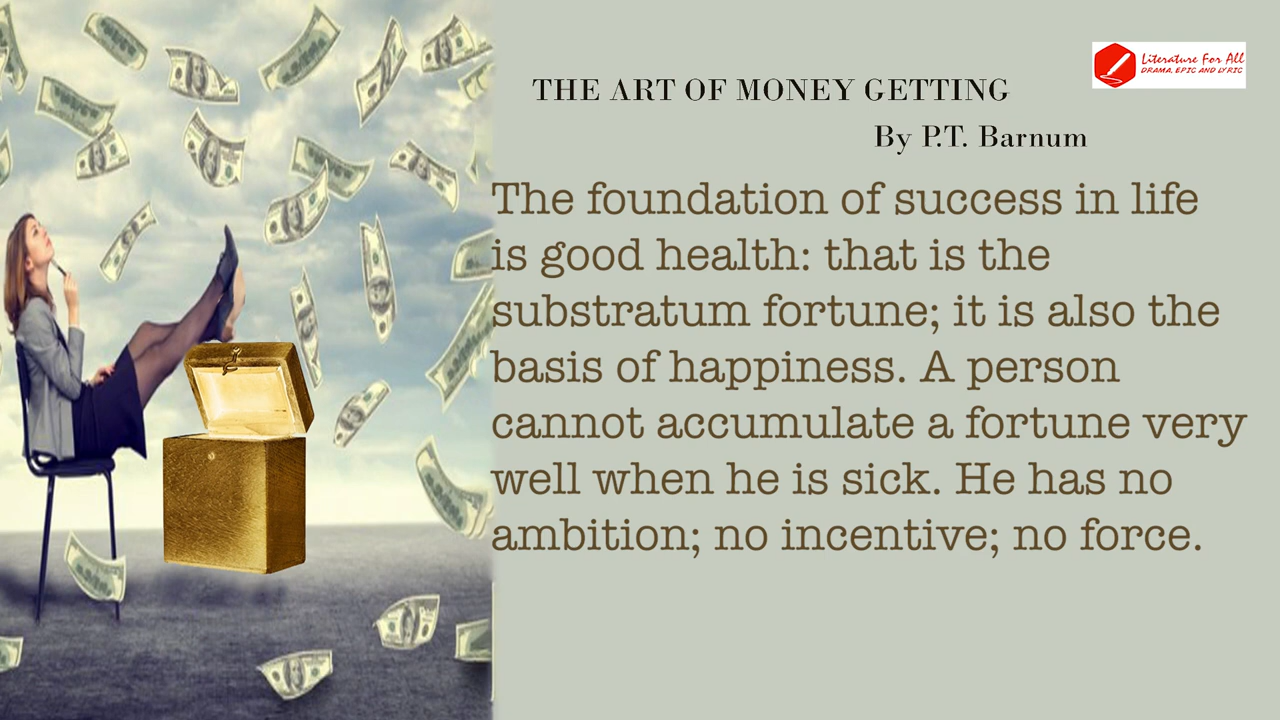 THE ART OF MONEY GETTING
By P.T. Barnum
Literature For All
DRAMA, EPIC AND LYRIC
The foundation of success in life
is good health: that is the
substratum fortune; it is also the
basis of happiness. A person
cannot accumulate a fortune very
well when he is sick. He has no
ambition; no incentive; no force.